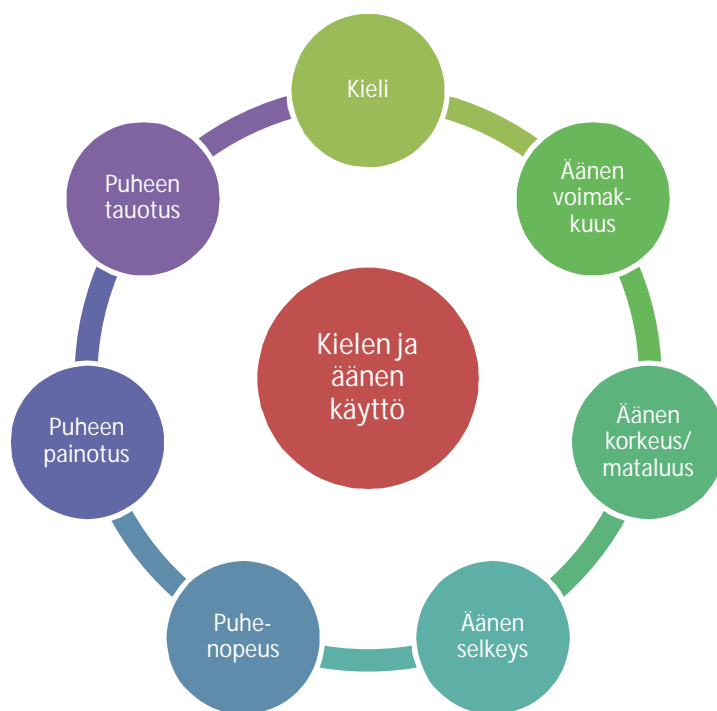 Kieli
Äänen
voimak-
kuus
Äänen
korkeus/
mataluus
Äänen
selkeys
Puhe-
nopeus
Puheen
painotus
Puheen
tauotus
Kielen ja
äänen
käyttö